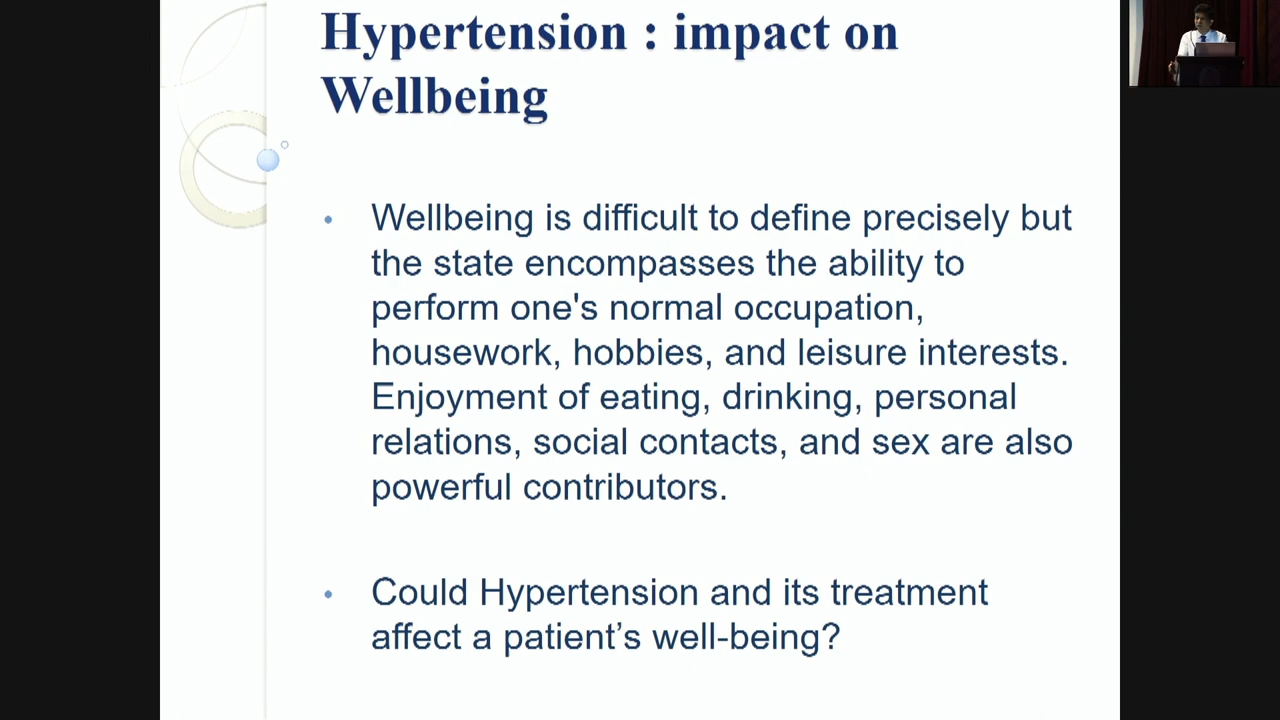 Hypertension : impact on
Wellbeing
• Wellbeing is difficult to define precisely but
the state encompasses the ability to
perform one's normal occupation,
housework, hobbies, and leisure interests.
Enjoyment of eating, drinking, personal
relations, social contacts, and sex are also
powerful contributors.
• Could Hypertension and its treatment
affect a patient’s well-being?